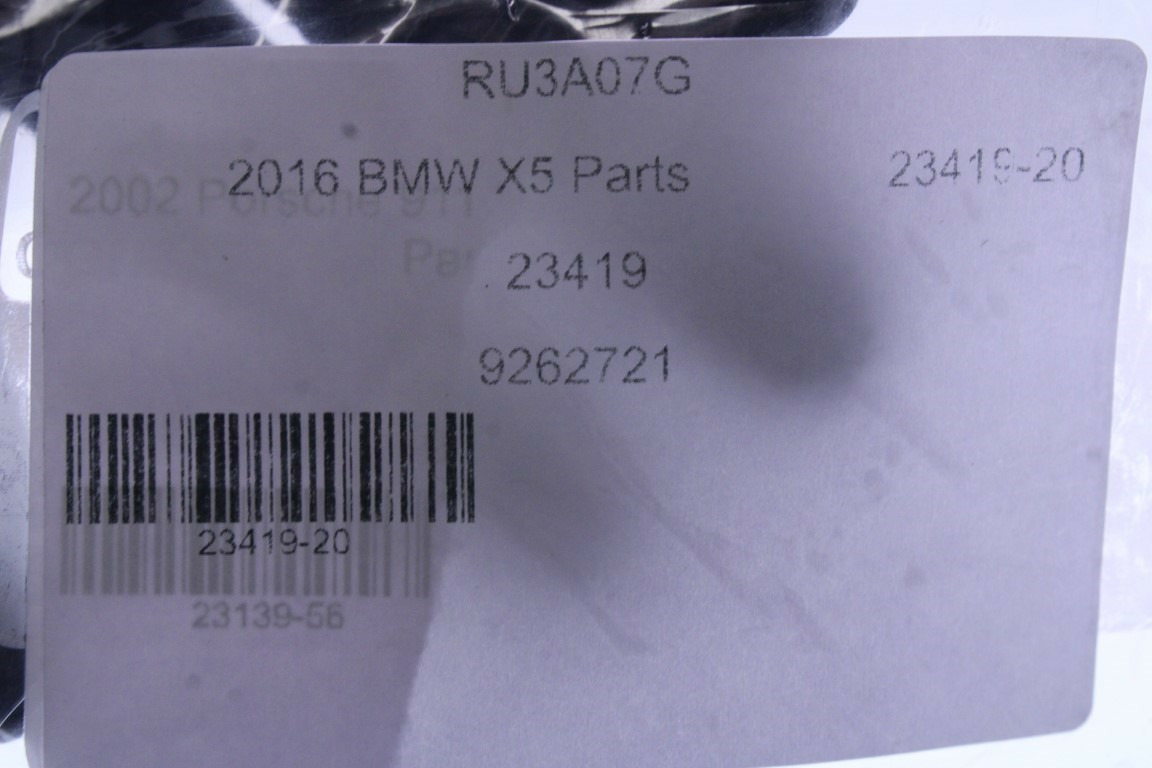 RU3A07G
2016 BMW X5 Parts 23419-20
2002 Porsche 911
23419
9262721
23419-20
23139-56